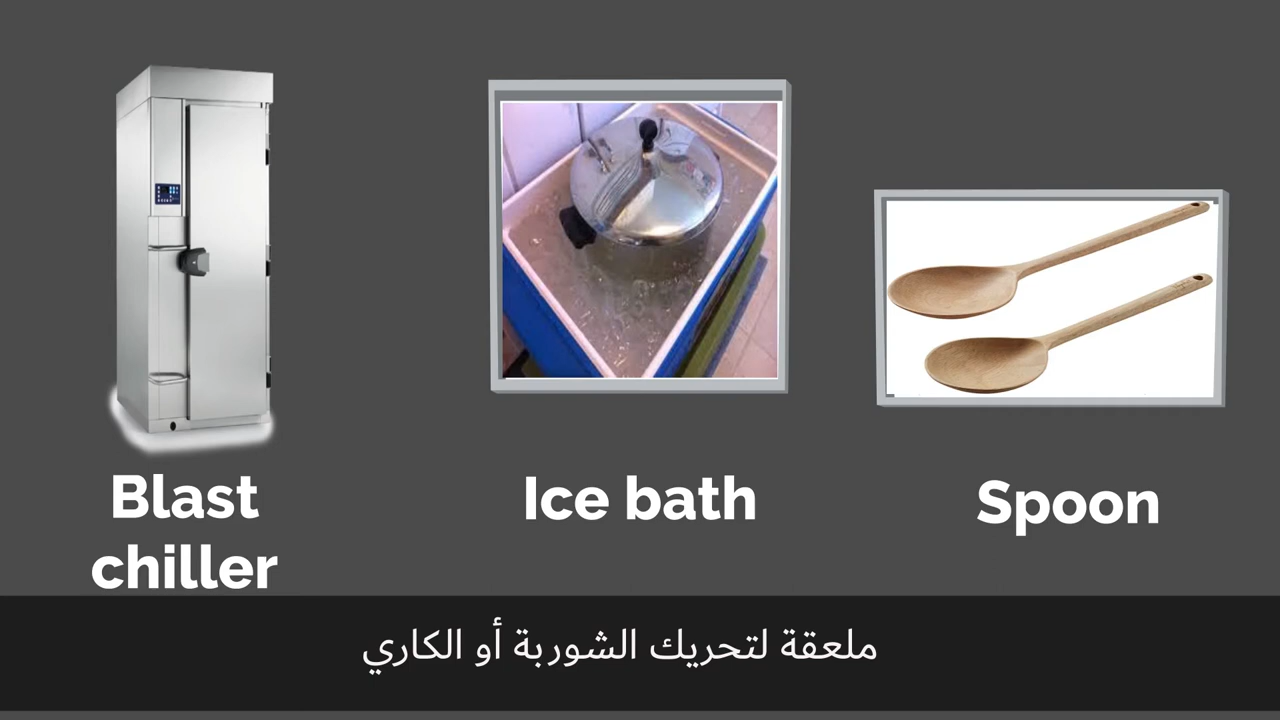 Blast
chiller
Ice bath
Spoon
ملعقة لتحريك الشوربة أو الكاري